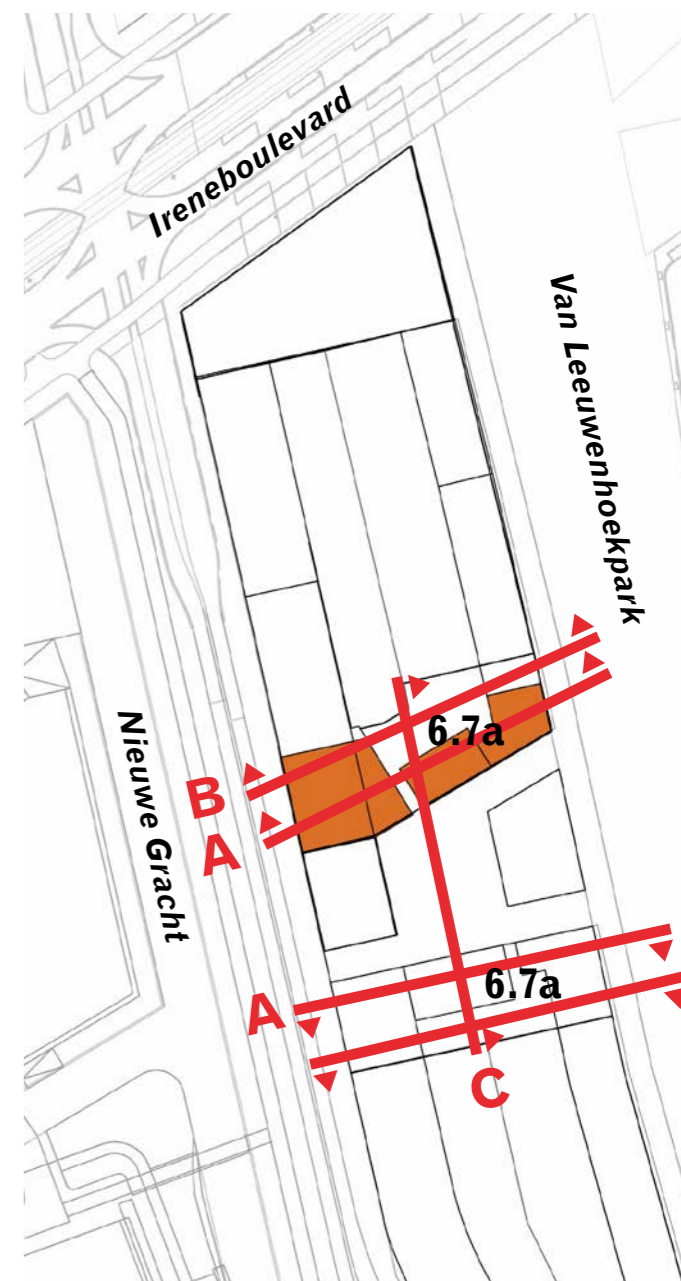 Ireneboulevard
Van Leeuwenhoekpark
6.7a
B
A
Nieuwe Gracht
A
6.7a
C